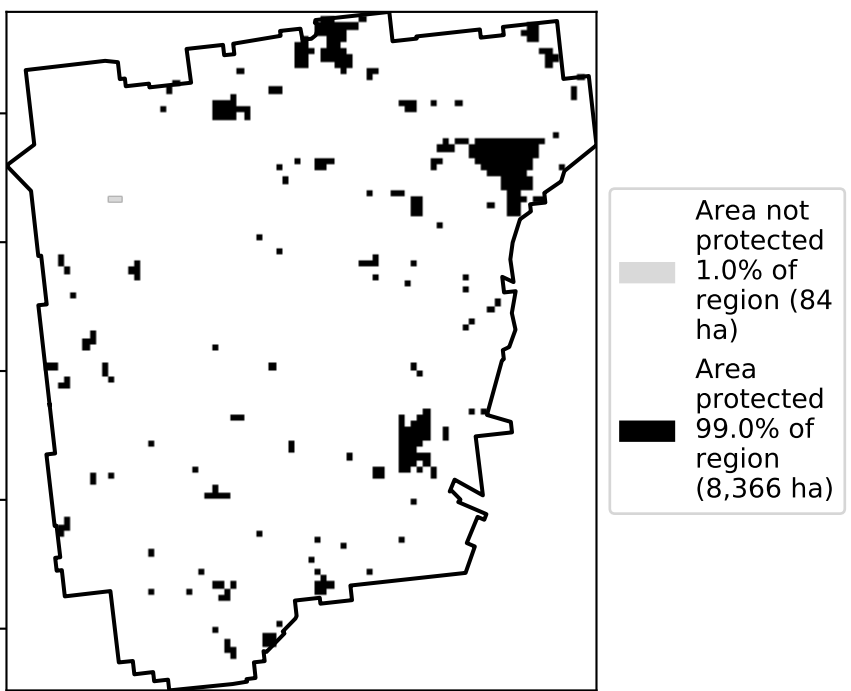 Area not
protected
1.0% of
region (84
ha)
Area
protected
99.0% of
region
(8,366 ha)